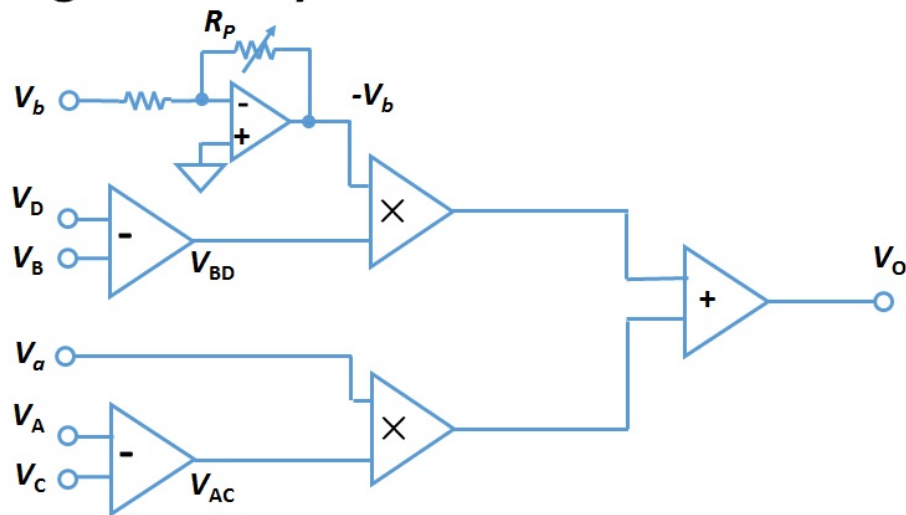 R_P
V_b
-
+
-V_b
×
V_D
V_B
-
V_BD
+
V_O
V_a
V_A
V_C
-
V_AC
×